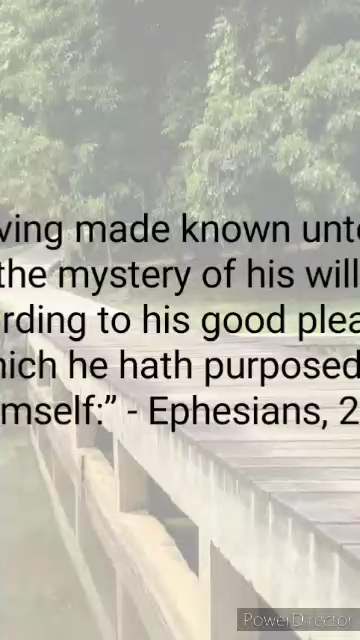 ving made known unt
the mystery of his will
rding to his good plea
hich he hath purposed
mself:” - Ephesians, 2
PowerDirector